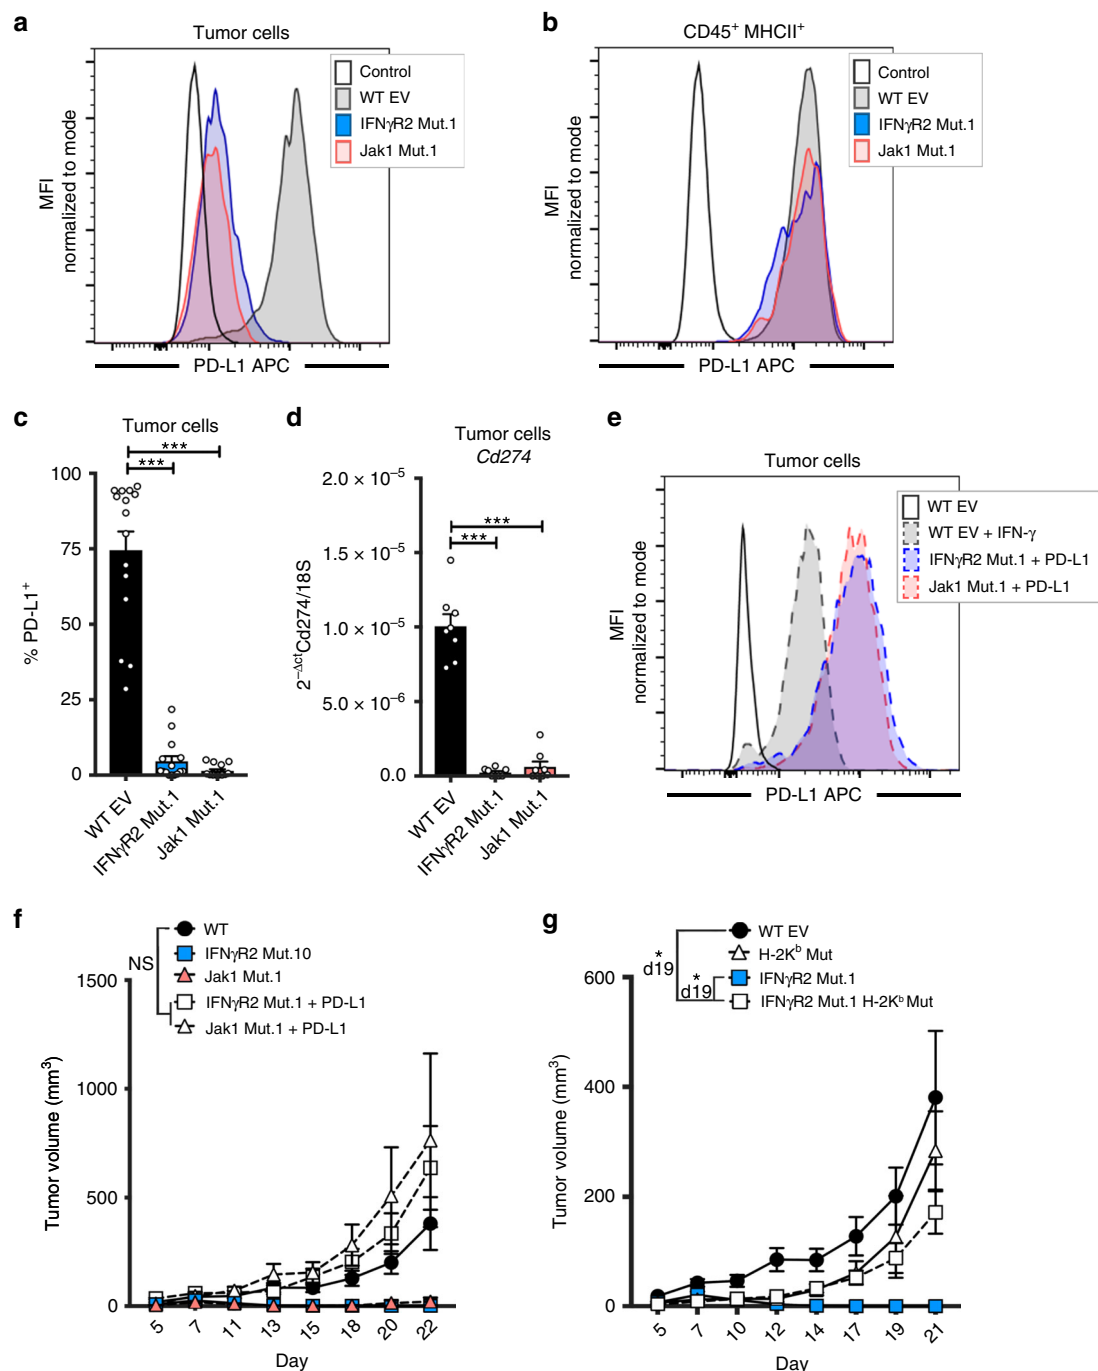 a
Tumor cells
Control
WT EV
IFNγR2 Mut.1
Jak1 Mut.1
MFI
normalized to mode
PD-L1 APC
b
CD45⁺ MHCII⁺
Control
WT EV
IFNγR2 Mut.1
Jak1 Mut.1
MFI
normalized to mode
PD-L1 APC
c
Tumor cells
***
***
100
75
50
25
0
% PD-L1⁺
WT EV
IFNγR2 Mut.1
Jak1 Mut.1
d
Tumor cells
Cd274
2.0 × 10⁻⁵
1.5 × 10⁻⁵
1.0 × 10⁻⁵
5.0 × 10⁻⁶
0.0
***
***
2⁻Δct Cd274/18S
WT EV
IFNγR2 Mut.1
Jak1 Mut.1
e
Tumor cells
WT EV
WT EV + IFN-γ
IFNγR2 Mut.1 + PD-L1
Jak1 Mut.1 + PD-L1
MFI
normalized to mode
PD-L1 APC
f
NS
WT
IFNγR2 Mut.10
Jak1 Mut.1
IFNγR2 Mut.1 + PD-L1
Jak1 Mut.1 + PD-L1
1500
1000
500
0
Tumor volume (mm³)
5 7 11 13 15 18 20 22
Day
g
*
d19
*
d19
WT EV
H-2Kᵇ Mut
IFNγR2 Mut.1
IFNγR2 Mut.1 H-2Kᵇ Mut
600
400
200
0
Tumor volume (mm³)
5 7 10 12 14 17 19 21
Day